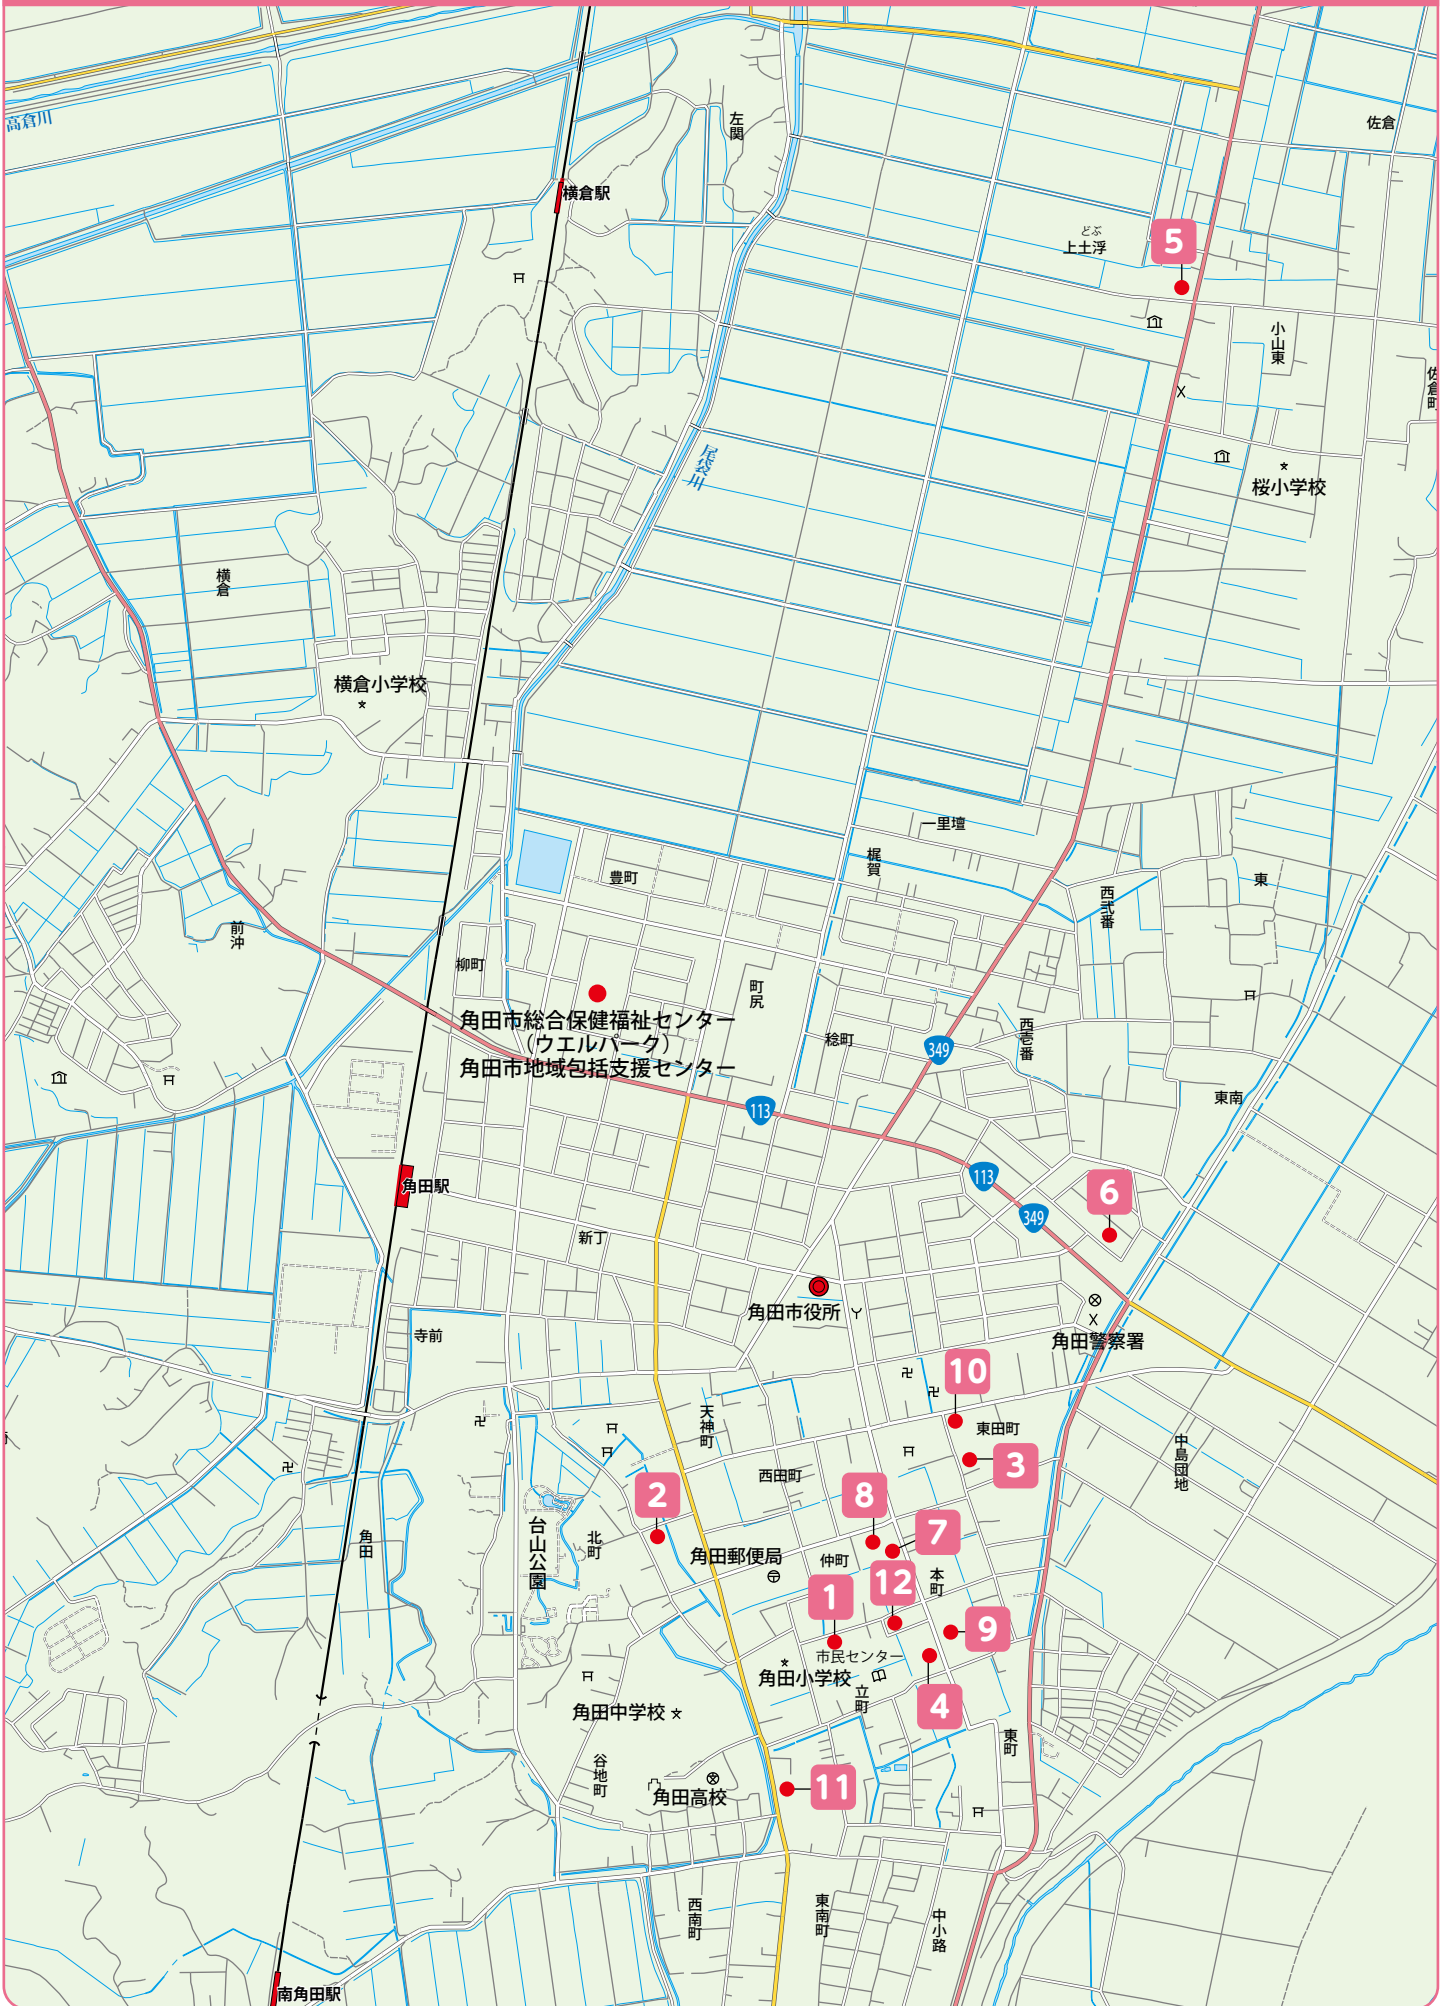 高倉川
左関
佐倉
横倉駅
どぶ
上土浮
5
小山東
佐倉町
尾袋川
桜小学校
横倉
横倉小学校
一里壇
梶賀
豊町
東
西弐番
前沖
柳町
町尻
角田市総合保健福祉センター
（ウエルパーク）
角田市地域包括支援センター
稔町
349
西壱番
113
東南
角田駅
113
6
349
新丁
角田市役所
寺前
角田警察署
10
天神町
東田町
中島団地
3
西田町
2
8
7
角田
台山公園
北町
角田郵便局
仲町
12
本町
1
9
市民センター
角田小学校
立町
4
角田中学校
東町
谷地町
角田高校
11
西南町
東南町
中小路
南角田駅